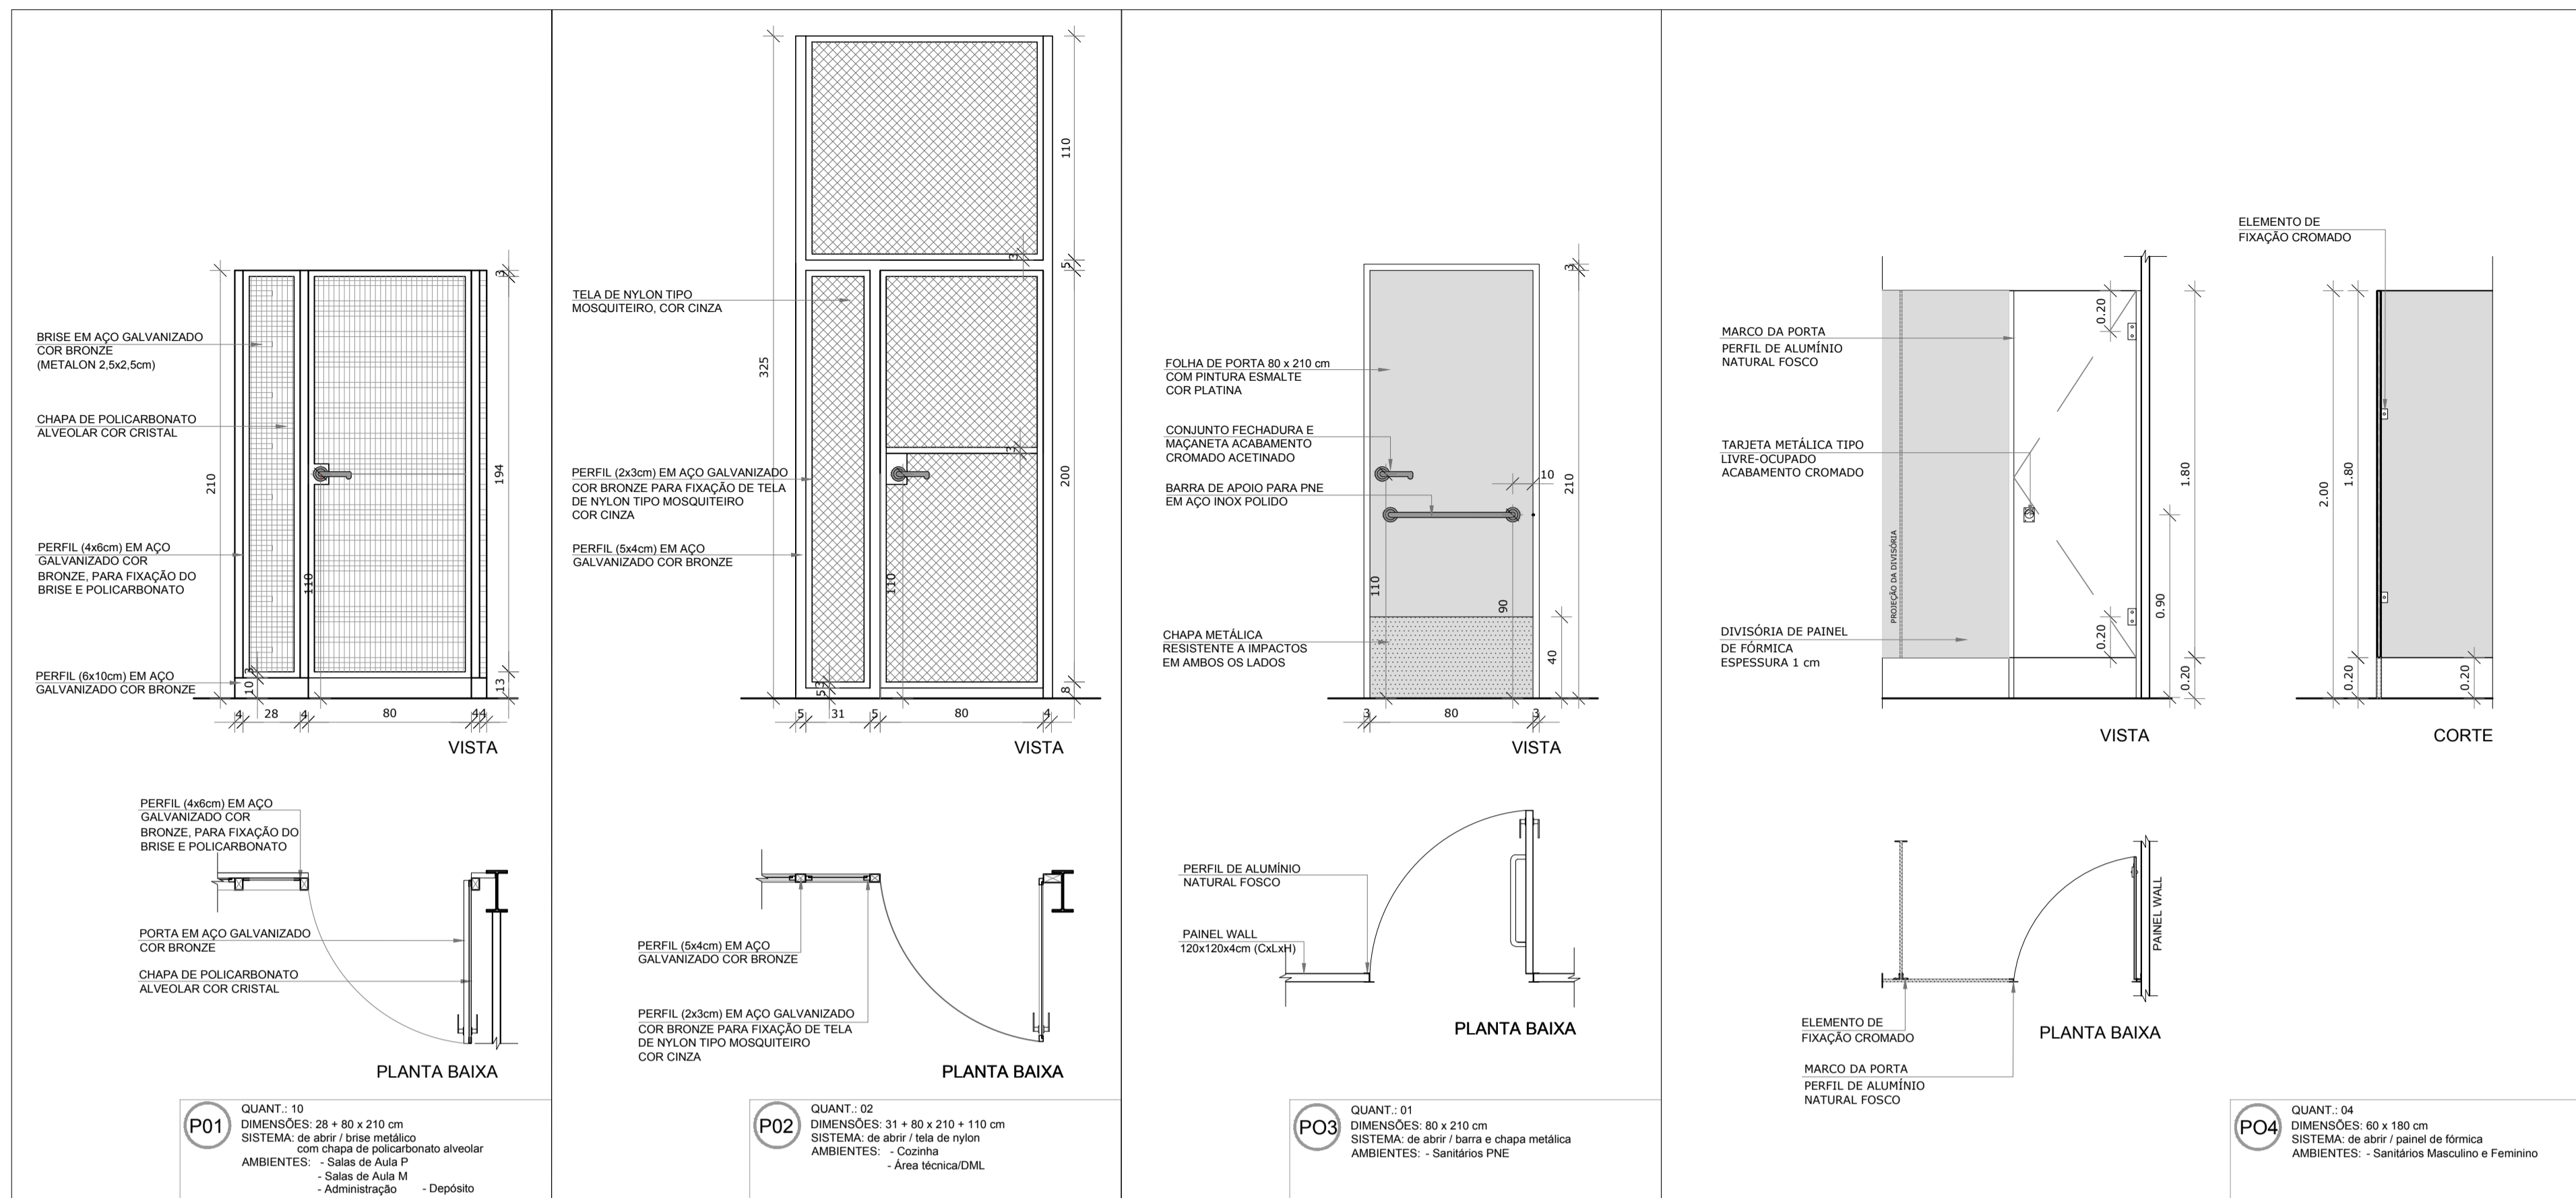 BRISE EM AÇO GALVANIZADO
COR BRONZE
(METALON 2,5x2,5cm)
CHAPA DE POLICARBONATO
ALVEOLAR COR CRISTAL
PERFIL (4x6cm) EM AÇO
GALVANIZADO COR
BRONZE, PARA FIXAÇÃO DO
BRISE E POLICARBONATO
PERFIL (6x10cm) EM AÇO
GALVANIZADO COR BRONZE
210
110
3
194
13
3
10
4
28
4
80
4
4
VISTA
PERFIL (4x6cm) EM AÇO
GALVANIZADO COR
BRONZE, PARA FIXAÇÃO DO
BRISE E POLICARBONATO
PORTA EM AÇO GALVANIZADO
COR BRONZE
CHAPA DE POLICARBONATO
ALVEOLAR COR CRISTAL
PLANTA BAIXA
P01
QUANT.: 10
DIMENSÕES: 28 + 80 x 210 cm
SISTEMA: de abrir / brise metálico
com chapa de policarbonato alveolar
AMBIENTES: - Salas de Aula P
- Salas de Aula M
- Administração - Depósito
TELA DE NYLON TIPO
MOSQUITEIRO, COR CINZA
PERFIL (2x3cm) EM AÇO GALVANIZADO
COR BRONZE PARA FIXAÇÃO DE TELA
DE NYLON TIPO MOSQUITEIRO
COR CINZA
PERFIL (5x4cm) EM AÇO
GALVANIZADO COR BRONZE
325
110
3
5
3
200
110
8
5
3
5
31
5
80
4
VISTA
PERFIL (5x4cm) EM AÇO
GALVANIZADO COR BRONZE
PERFIL (2x3cm) EM AÇO GALVANIZADO
COR BRONZE PARA FIXAÇÃO DE TELA
DE NYLON TIPO MOSQUITEIRO
COR CINZA
PLANTA BAIXA
P02
QUANT.: 02
DIMENSÕES: 31 + 80 x 210 + 110 cm
SISTEMA: de abrir / tela de nylon
AMBIENTES: - Cozinha
- Área técnica/DML
FOLHA DE PORTA 80 x 210 cm
COM PINTURA ESMALTE
COR PLATINA
CONJUNTO FECHADURA E
MAÇANETA ACABAMENTO
CROMADO ACETINADO
BARRA DE APOIO PARA PNE
EM AÇO INOX POLIDO
CHAPA METÁLICA
RESISTENTE A IMPACTOS
EM AMBOS OS LADOS
3
10
210
110
90
40
3
80
3
VISTA
PERFIL DE ALUMÍNIO
NATURAL FOSCO
PAINEL WALL
120x120x4cm (CxLxH)
PLANTA BAIXA
PO3
QUANT.: 01
DIMENSÕES: 80 x 210 cm
SISTEMA: de abrir / barra e chapa metálica
AMBIENTES: - Sanitários PNE
MARCO DA PORTA
PERFIL DE ALUMÍNIO
NATURAL FOSCO
TARJETA METÁLICA TIPO
LIVRE-OCUPADO
ACABAMENTO CROMADO
DIVISÓRIA DE PAINEL
DE FÓRMICA
ESPESSURA 1 cm
PROJEÇÃO DA DIVISÓRIA
0.20
1.80
0.90
0.20
0.20
VISTA
ELEMENTO DE
FIXAÇÃO CROMADO
2.00
1.80
0.20
0.20
CORTE
PAINEL WALL
ELEMENTO DE
FIXAÇÃO CROMADO
MARCO DA PORTA
PERFIL DE ALUMÍNIO
NATURAL FOSCO
PLANTA BAIXA
PO4
QUANT.: 04
DIMENSÕES: 60 x 180 cm
SISTEMA: de abrir / painel de fórmica
AMBIENTES: - Sanitários Masculino e Feminino